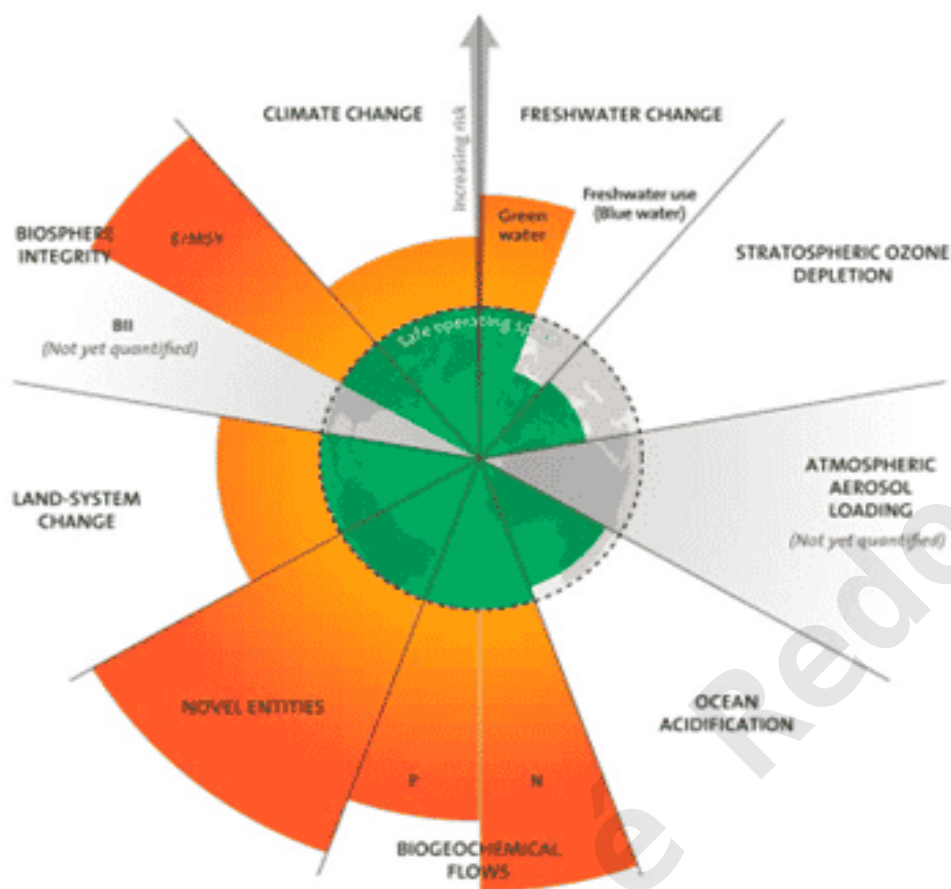 CLIMATE CHANGE
FRESHWATER CHANGE
Increasing risk
Freshwater use
(Blue water)
Green
water
E/MSY
BIOSPHERE
INTEGRITY
STRATOSPHERIC OZONE
DEPLETION
BII
(Not yet quantified)
Safe operating
ATMOSPHERIC
AEROSOL
LOADING
(Not yet quantified)
LAND-SYSTEM
CHANGE
NOVEL ENTITIES
OCEAN
ACIDIFICATION
P
N
BIOGEOCHEMICAL
FLOWS
é Redo